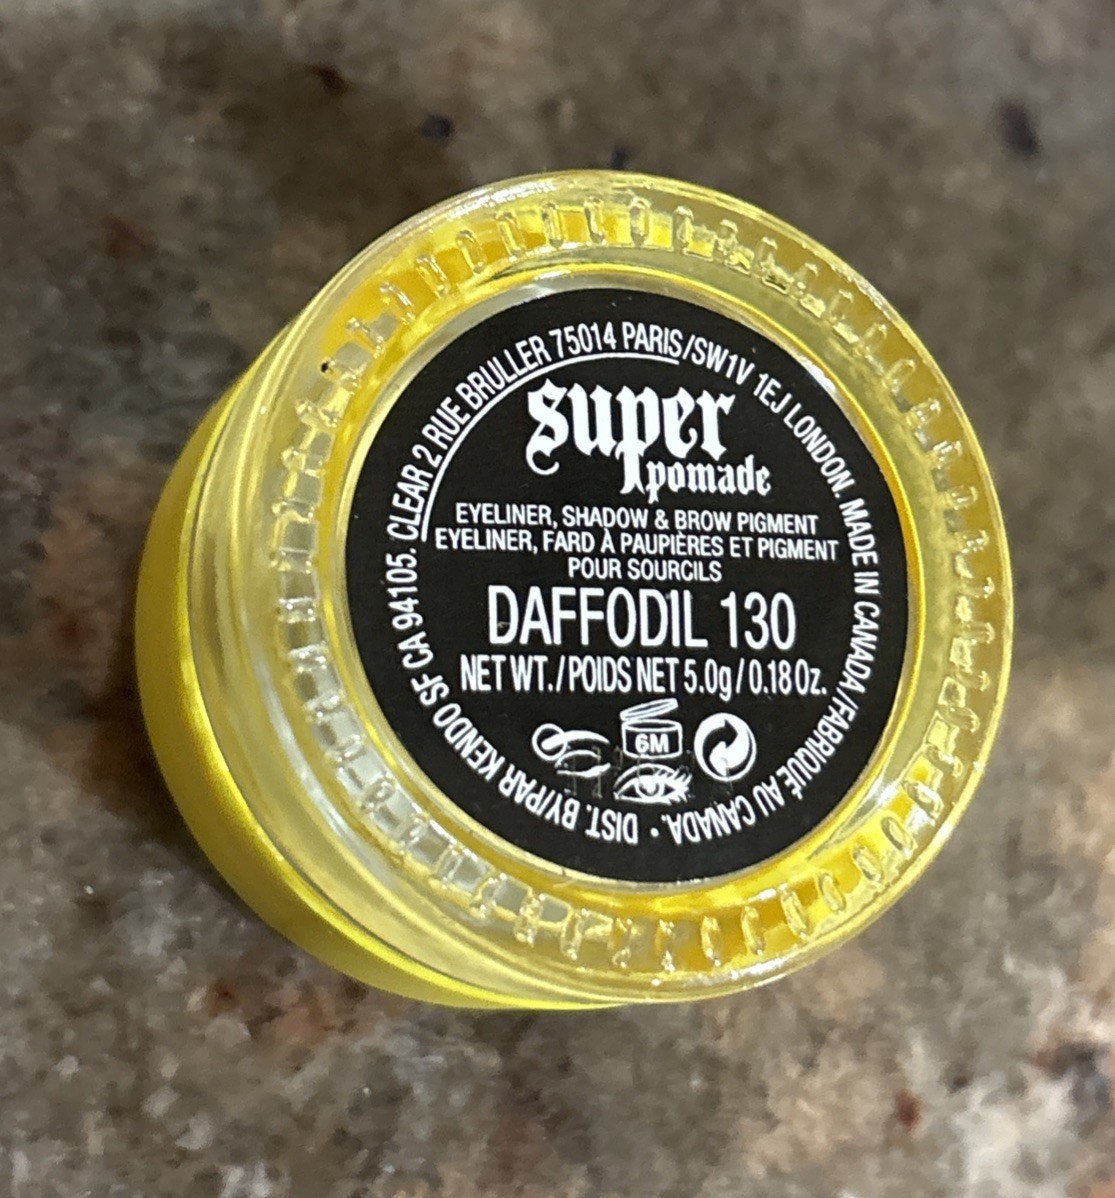 super
pomade
EYELINER, SHADOW & BROW PIGMENT
EYELINER, FARD À PAUPIÈRES ET PIGMENT
POUR SOURCILS
DAFFODIL 130
NET WT./POIDS NET 5.0g/0.18 Oz.
6M
DIST. BY/PAR KENDO SF CA 94105. CLEAR 2 RUE BRULLER 75014 PARIS/SW1V 1EJ LONDON. MADE IN CANADA/FABRIQUÉ AU CANADA. •